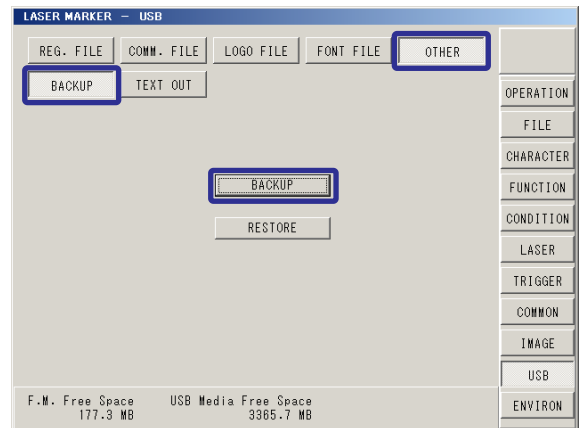 LASER MARKER – USB
REG. FILE COMM. FILE LOGO FILE FONT FILE OTHER
BACKUP TEXT OUT
BACKUP
RESTORE
OPERATION
FILE
CHARACTER
FUNCTION
CONDITION
LASER
TRIGGER
COMMON
IMAGE
USB
ENVIRON
F.M. Free Space USB Media Free Space
177.3 MB 3365.7 MB